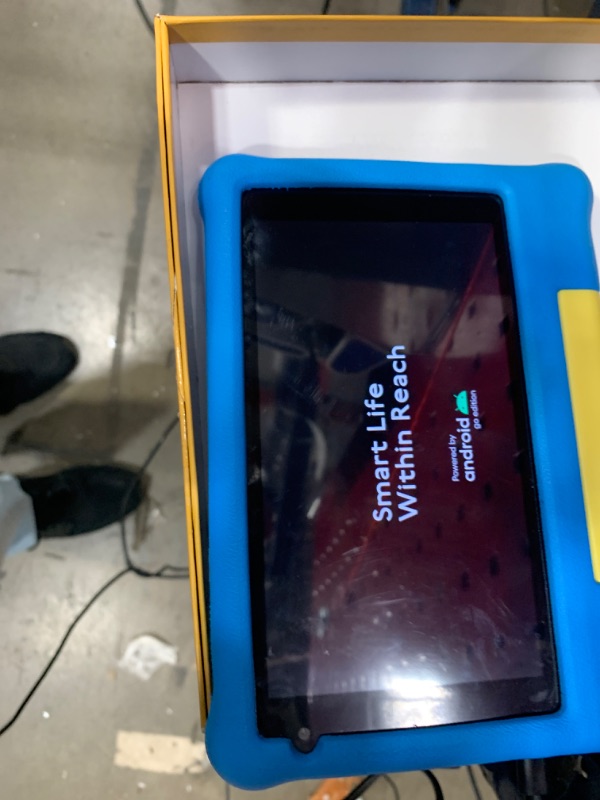 Smart Life
Within Reach
Powered by
android
go edition